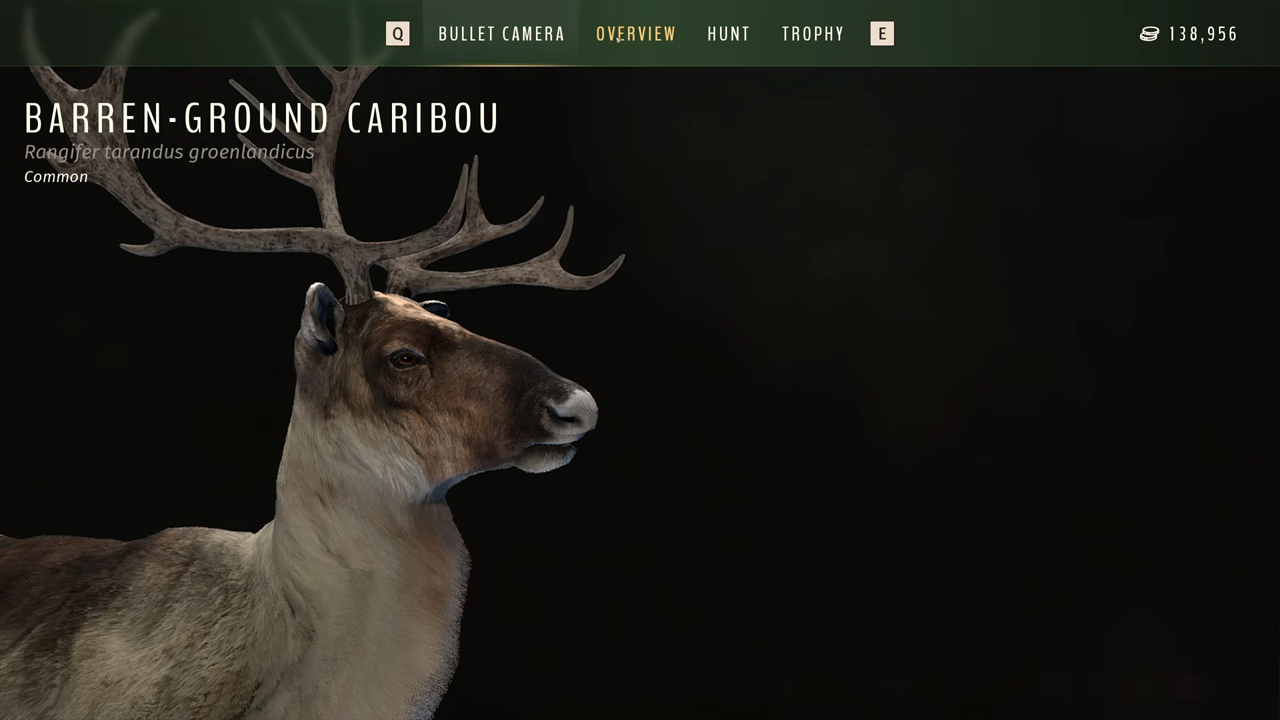 Q BULLET CAMERA OVERVIEW HUNT TROPHY E 138,956
BARREN-GROUND CARIBOU
Rangifer tarandus groenlandicus
Common